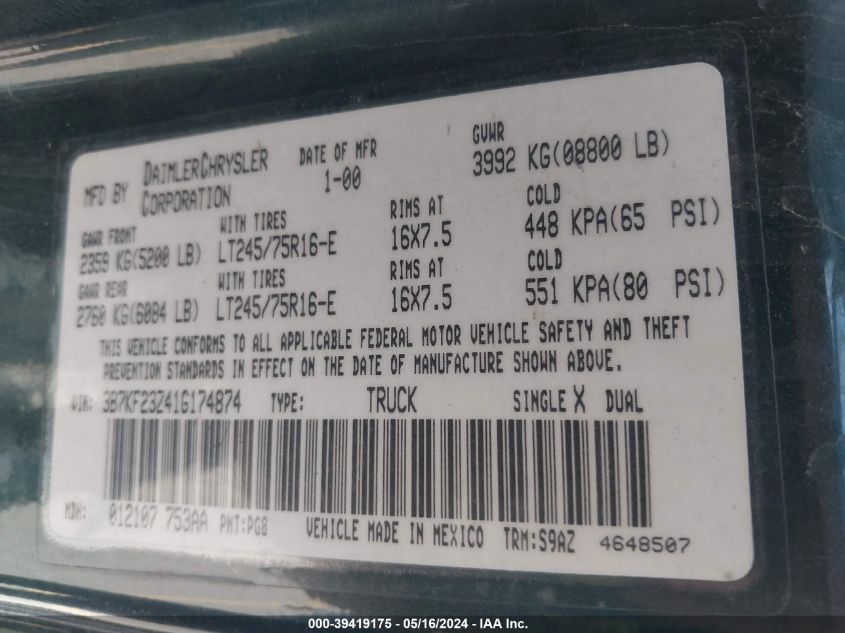 MFD BY DAIMLERCHRYSLER CORPORATION DATE OF MFR 1-00 GVWR 3992 KG(08800 LB)
GAWR FRONT WITH TIRES RIMS AT COLD
2359 KG(5200 LB) LT245/75R16-E 16X7.5 448 KPA(65 PSI)
GAWR REAR WITH TIRES RIMS AT COLD
2760 KG(6084 LB) LT245/75R16-E 16X7.5 551 KPA(80 PSI)
THIS VEHICLE CONFORMS TO ALL APPLICABLE FEDERAL MOTOR VEHICLE SAFETY AND THEFT
PREVENTION STANDARDS IN EFFECT ON THE DATE OF MANUFACTURE SHOWN ABOVE.
VIN: 3B7KF23Z41G174874 TYPE: TRUCK SINGLE X DUAL
MDH: 012107 753AA PNT:PG8 VEHICLE MADE IN MEXICO TRM:S9AZ 4648507
000-39419175 - 05/16/2024 - IAA Inc.